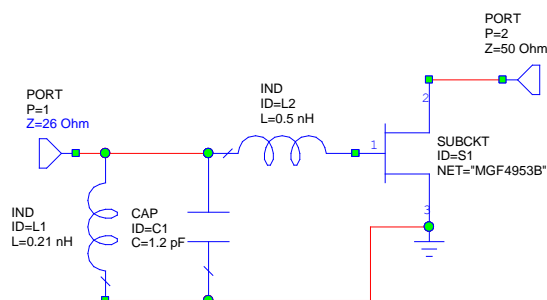 PORT
P=2
Z=50 Ohm
PORT
P=1
Z=26 Ohm
IND
ID=L2
L=0.5 nH
2
1
SUBCKT
ID=S1
NET="MGF4953B"
3
IND
ID=L1
L=0.21 nH
CAP
ID=C1
C=1.2 pF